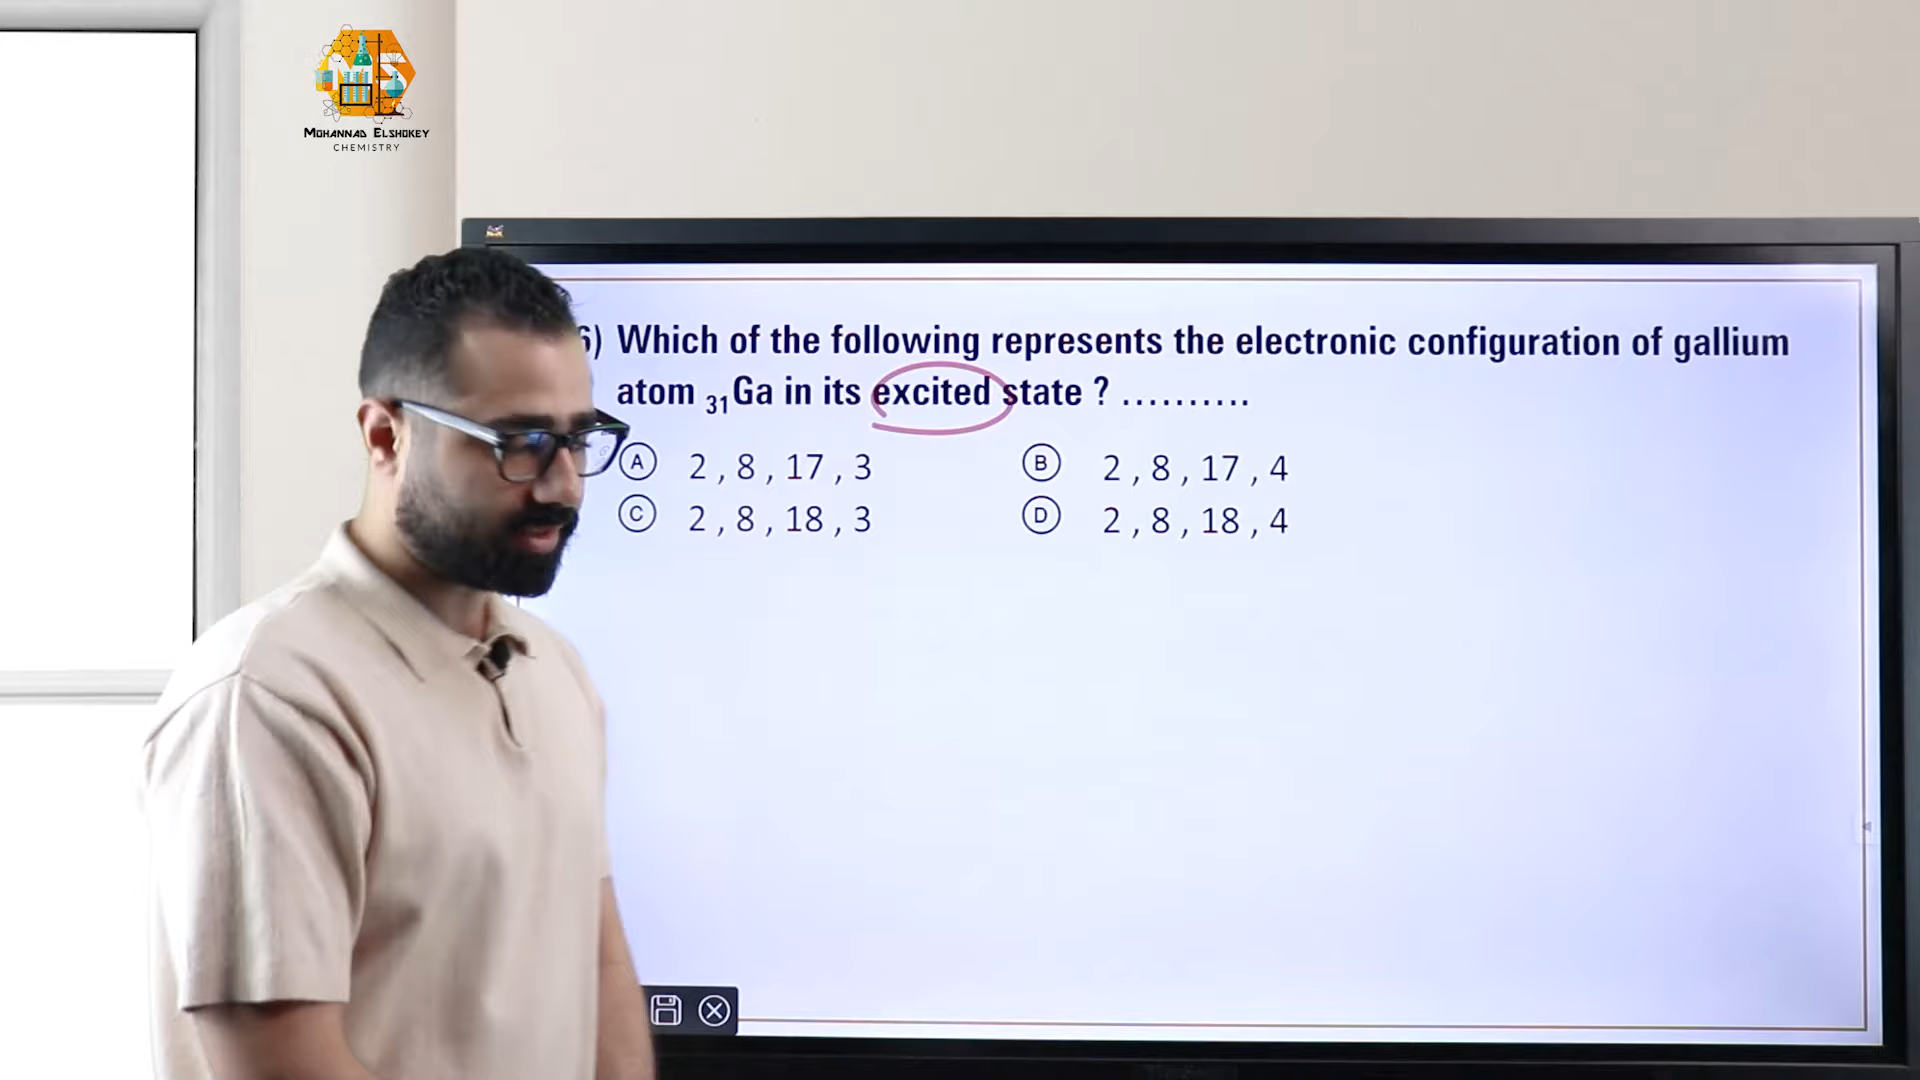 MOHANNAD ELSHOKEY
CHEMISTRY
6) Which of the following represents the electronic configuration of gallium
atom ₃₁Ga in its excited state ? ..........
A 2 , 8 , 17 , 3
B 2 , 8 , 17 , 4
C 2 , 8 , 18 , 3
D 2 , 8 , 18 , 4